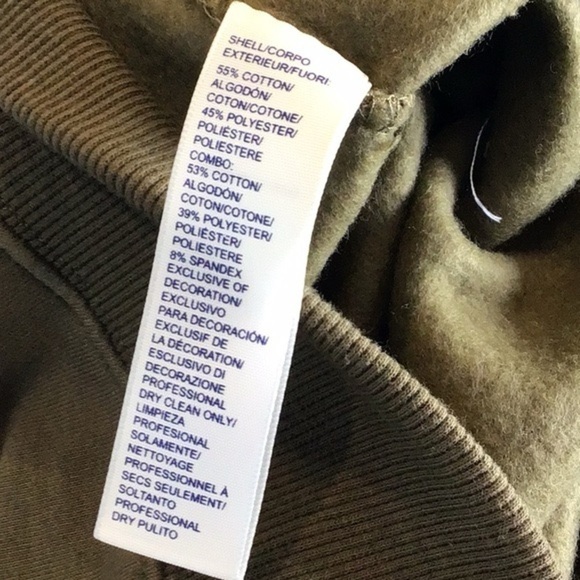 SHELL/CORPO
EXTERIEUR/FUORI:
55% COTTON/
ALGODÓN/
COTON/COTONE/
45% POLYESTER/
POLIÉSTER/
POLIESTERE
COMBO:
53% COTTON/
ALGODÓN/
COTON/COTONE/
39% POLYESTER/
POLIÉSTER/
POLIESTERE
8% SPANDEX
EXCLUSIVE OF
DECORATION/
EXCLUSIVO
PARA DECORACIÓN/
EXCLUSIF DE
LA DÉCORATION/
ESCLUSIVO DI
DECORAZIONE
PROFESSIONAL
DRY CLEAN ONLY/
LIMPIEZA
PROFESIONAL
SOLAMENTE/
NETTOYAGE
PROFESSIONNEL À
SECS SEULEMENT/
SOLTANTO
PROFESSIONAL
DRY PULITO